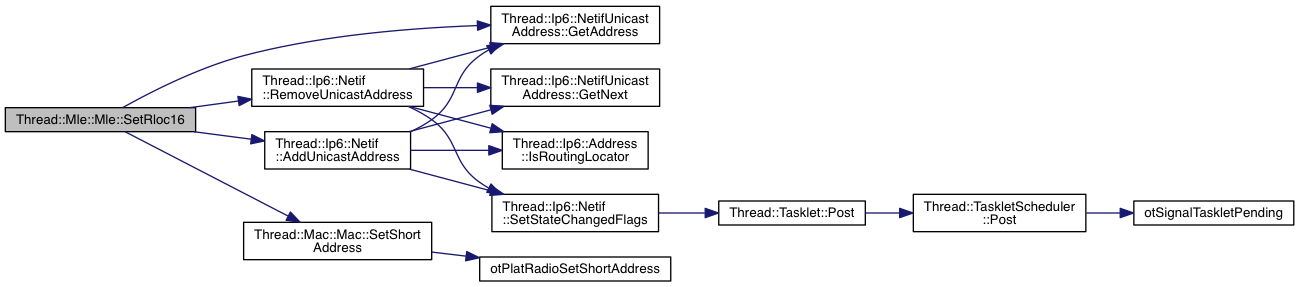 Thread::Mle::Mle::SetRloc16
Thread::Ip6::NetifUnicast
Address::GetAddress
Thread::Ip6::Netif
::RemoveUnicastAddress
Thread::Ip6::NetifUnicast
Address::GetNext
Thread::Ip6::Netif
::AddUnicastAddress
Thread::Ip6::Address
::IsRoutingLocator
Thread::Ip6::Netif
::SetStateChangedFlags
Thread::Tasklet::Post
Thread::TaskletScheduler
::Post
otSignalTaskletPending
Thread::Mac::Mac::SetShort
Address
otPlatRadioSetShortAddress